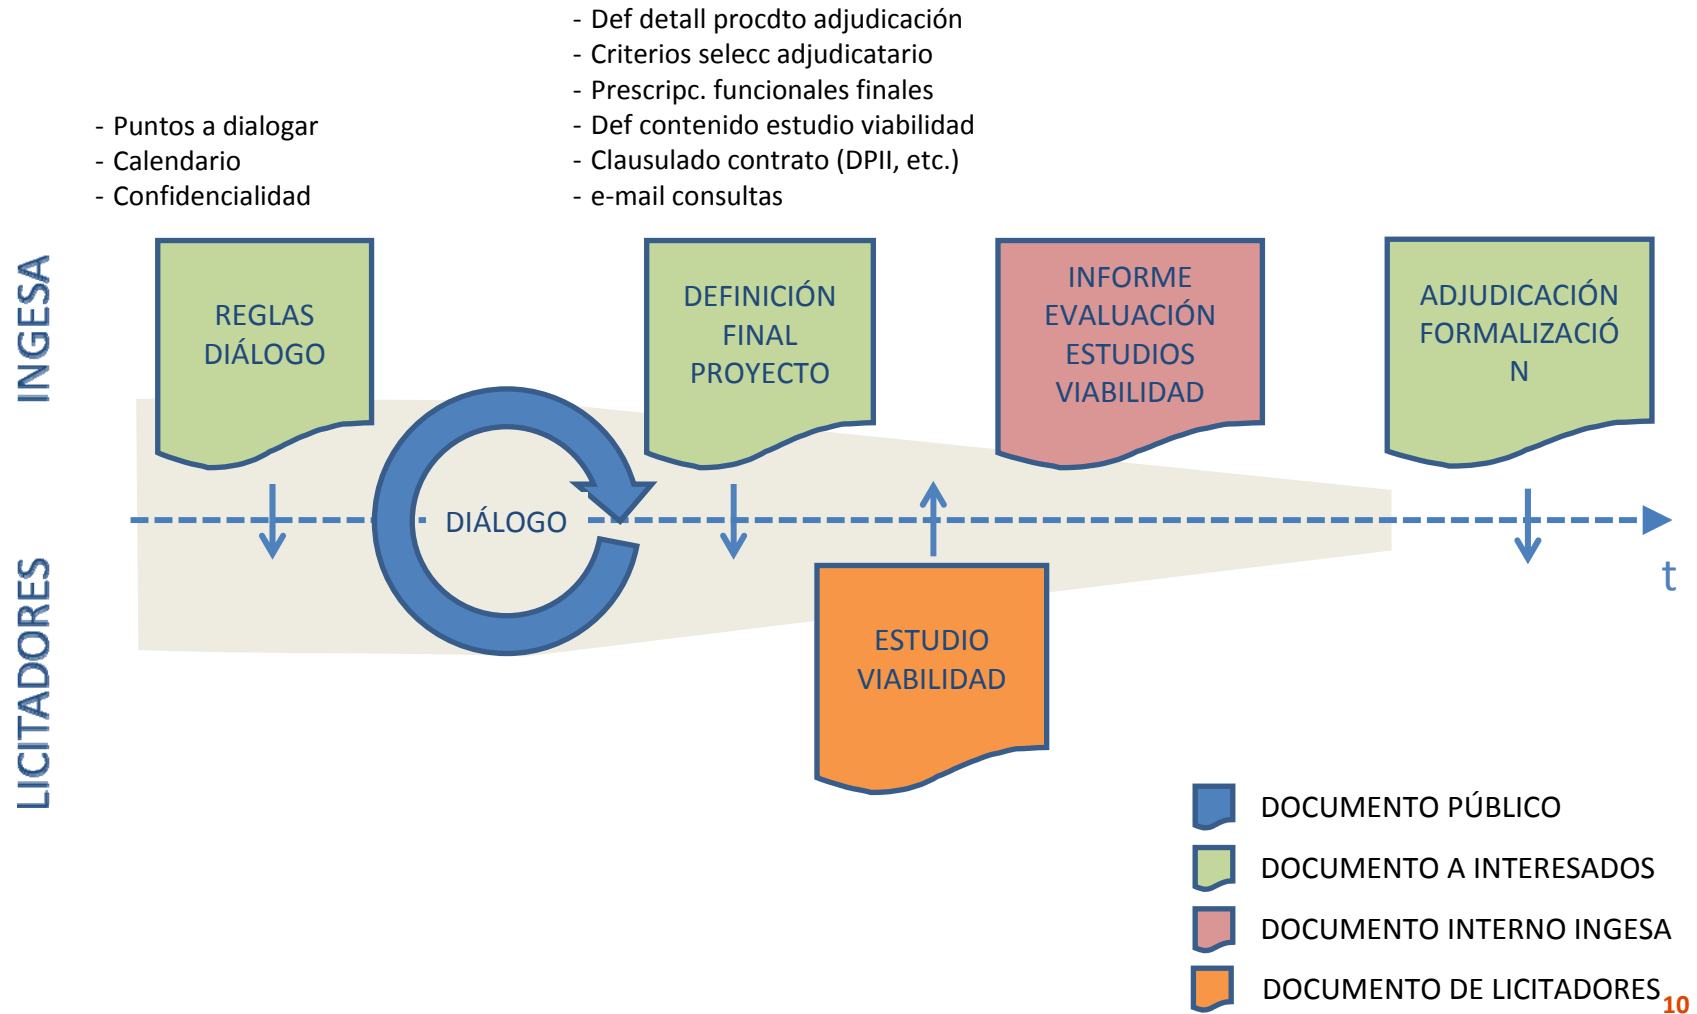 - Def detall procdto adjudicación
- Criterios selecc adjudicatario
- Prescripc. funcionales finales
- Def contenido estudio viabilidad
- Clausulado contrato (DPII, etc.)
- e-mail consultas
- Puntos a dialogar
- Calendario
- Confidencialidad
INGESA
REGLAS
DIÁLOGO
DEFINICIÓN
FINAL
PROYECTO
INFORME
EVALUACIÓN
ESTUDIOS
VIABILIDAD
ADJUDICACIÓN
FORMALIZACIÓ
N
DIÁLOGO
t
LICITADORES
ESTUDIO
VIABILIDAD
DOCUMENTO PÚBLICO
DOCUMENTO A INTERESADOS
DOCUMENTO INTERNO INGESA
DOCUMENTO DE LICITADORES
10